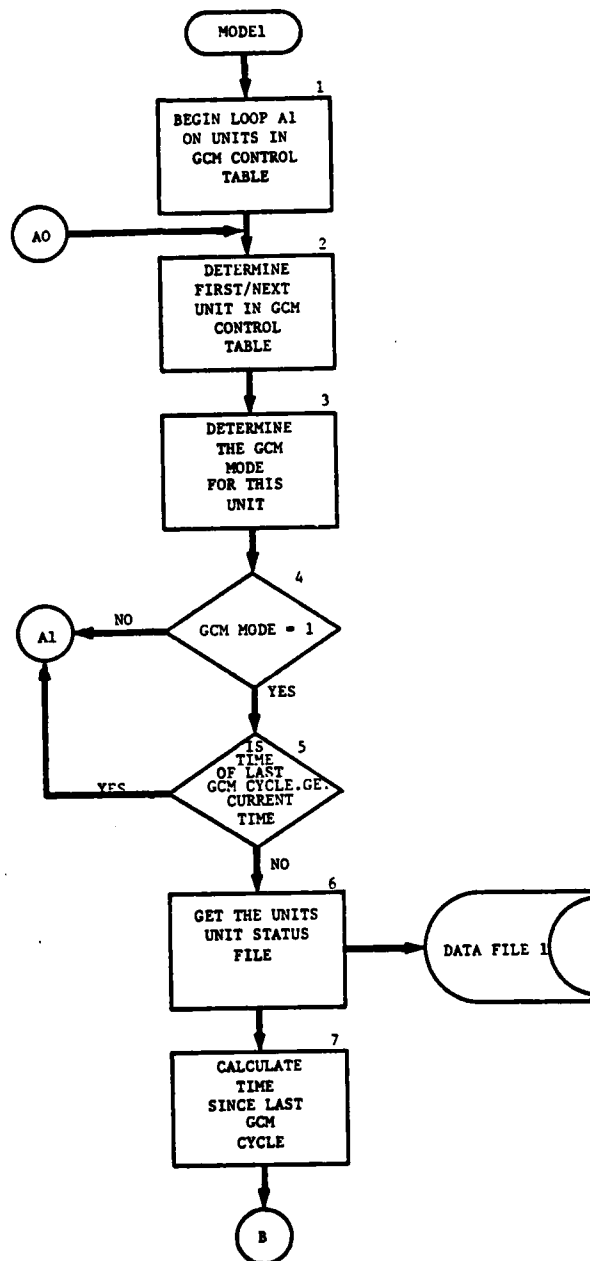 MODE1
1
BEGIN LOOP A1
ON UNITS IN
GCM CONTROL
TABLE
A0
2
DETERMINE
FIRST/NEXT
UNIT IN GCM
CONTROL
TABLE
3
DETERMINE
THE GCM
MODE
FOR THIS
UNIT
4
GCM MODE = 1
NO
A1
YES
5
IS
TIME
OF LAST
GCM CYCLE.GE.
CURRENT
TIME
YES
NO
6
GET THE UNITS
UNIT STATUS
FILE
DATA FILE 1
7
CALCULATE
TIME
SINCE LAST
GCM
CYCLE
B